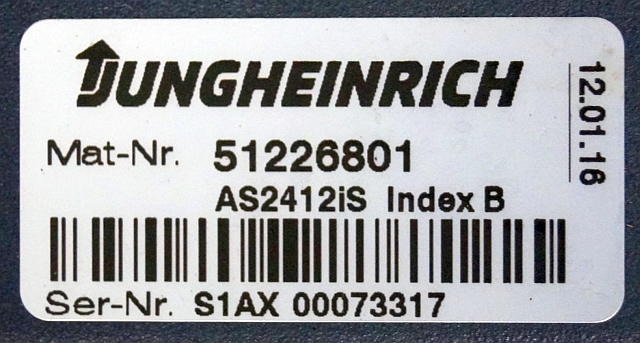 JUNGHEINRICH
Mat-Nr. 51226801
AS2412iS Index B
Ser-Nr. S1AX 00073317
12.01.16